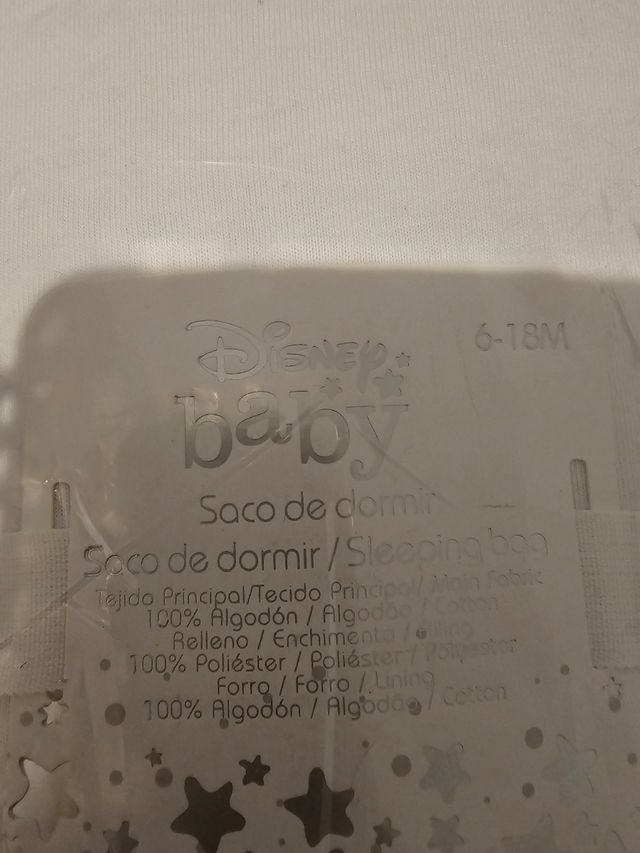 Disney
6-18M
baby
Saco de dormir
Saco de dormir / Sleeping bag
Tejido Principal/Tecido Principal/ Main Fabric
100% Algodón / Algodão / Cotton
Relleno / Enchimento / Filling
100% Poliéster / Poliéster / Polyester
Forro / Forro / Lining
100% Algodón / Algodão / Cotton